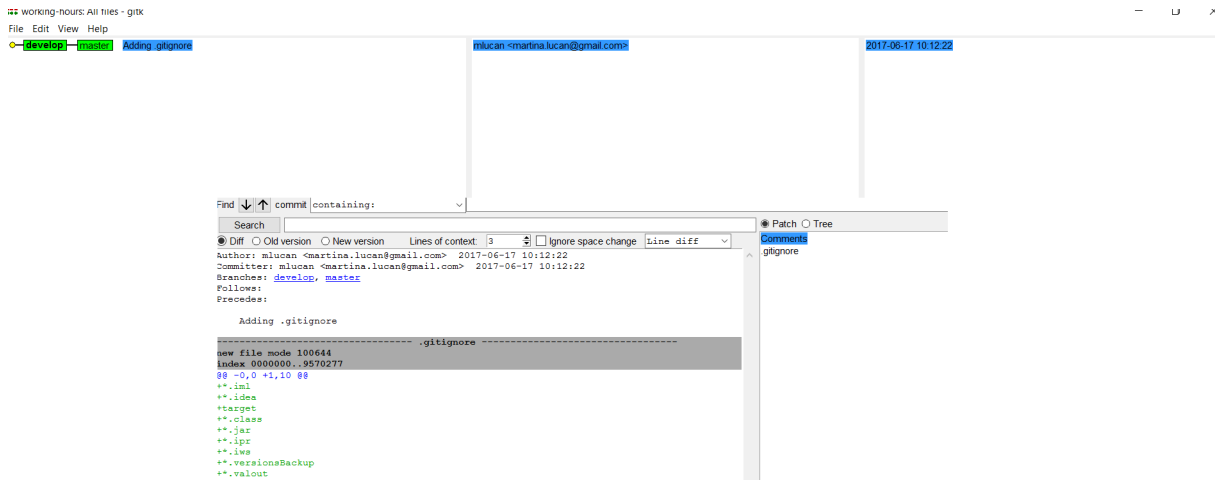 working-hours: All files - gitk
File Edit View Help
develop master Adding .gitignore mlucan <martina.lucan@gmail.com> 2017-06-17 10:12:22
Find commit containing:
Search Patch Tree
Diff Old version New version Lines of context: 3 Ignore space change Line diff
Comments
.gitignore
Author: mlucan <martina.lucan@gmail.com> 2017-06-17 10:12:22
Committer: mlucan <martina.lucan@gmail.com> 2017-06-17 10:12:22
Branches: develop, master
Follows:
Precedes:
Adding .gitignore
--------------------------------- .gitignore ---------------------------------
new file mode 100644
index 0000000..9570277
@@ -0,0 +1,10 @@
+*.iml
+*.idea
+target
+*.class
+*.jar
+*.ipr
+*.iws
+*.versionsBackup
+*.valout